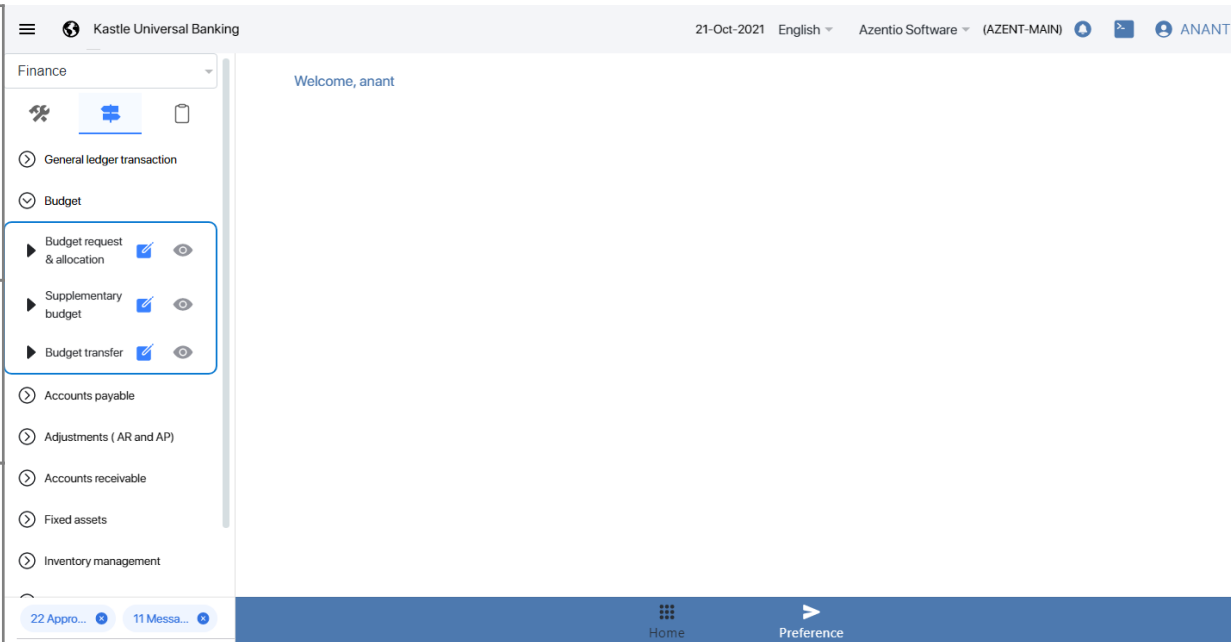 Kastle Universal Banking
21-Oct-2021 English Azentio Software (AZENT-MAIN) ANANT
Finance
Welcome, anant
General ledger transaction
Budget
Budget request
& allocation
Supplementary
budget
Budget transfer
Accounts payable
Adjustments ( AR and AP)
Accounts receivable
Fixed assets
Inventory management
22 Appro... 11 Messa...
Home Preference